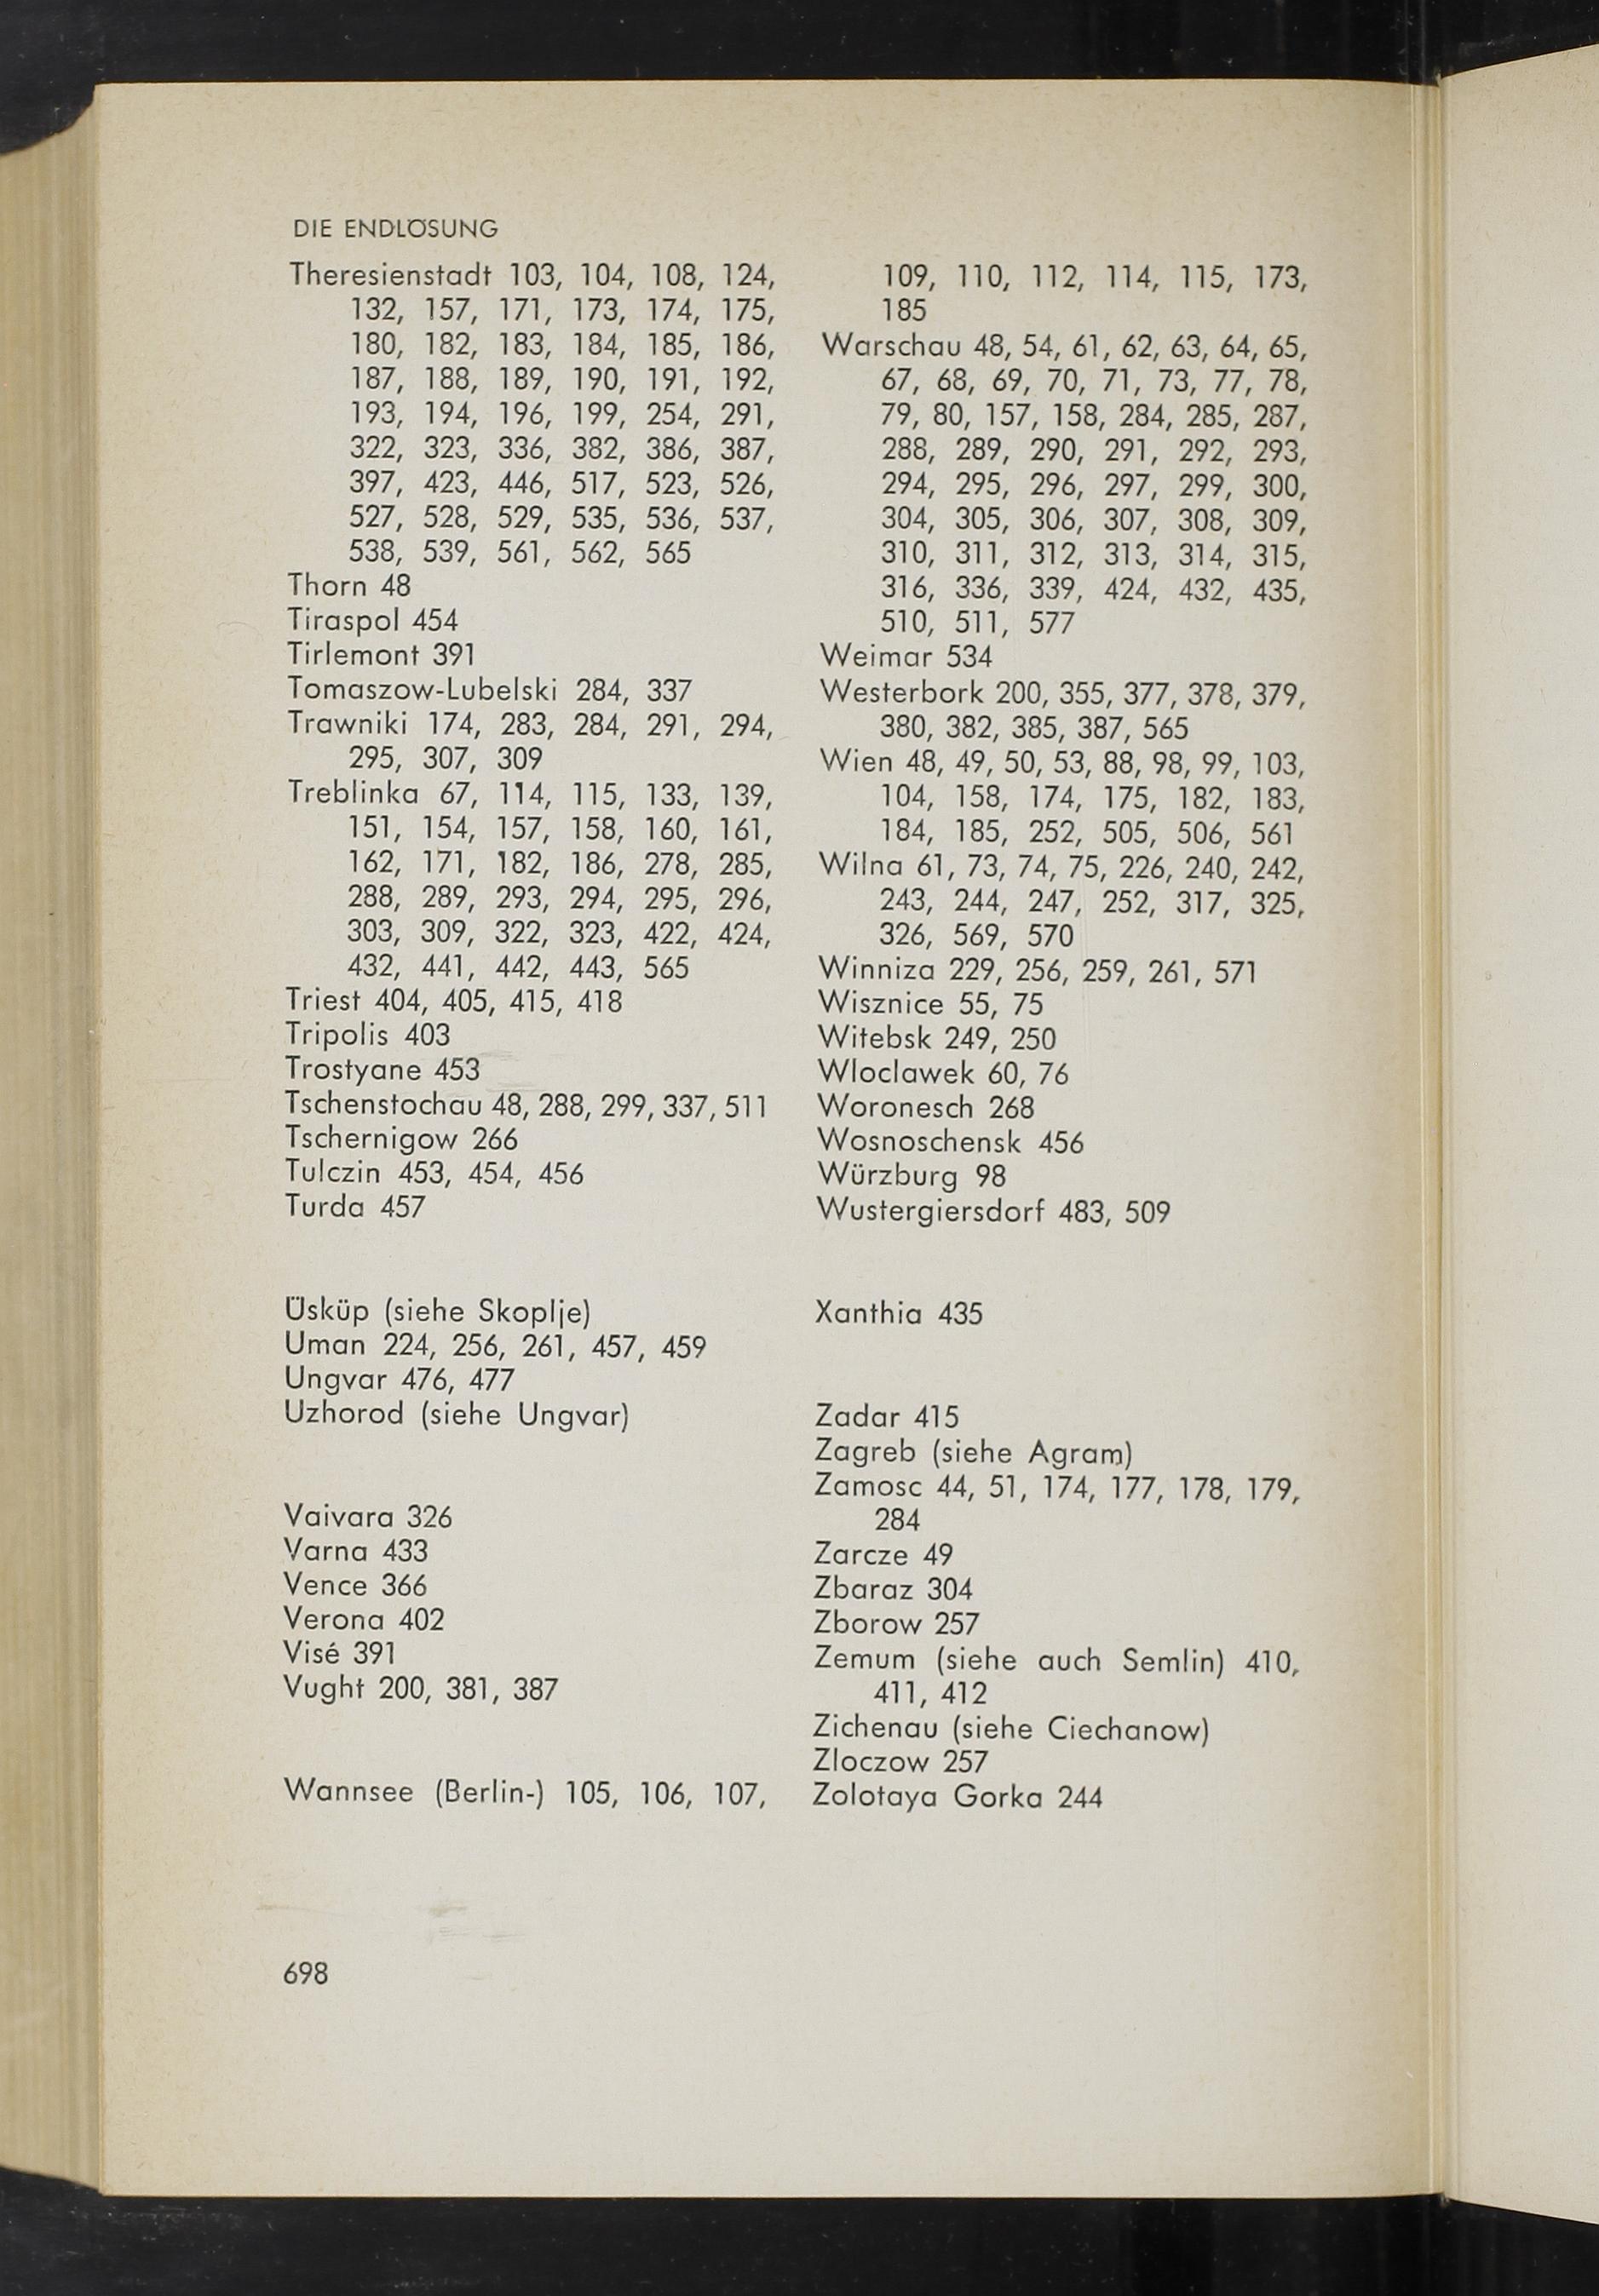 DIE ENDLÖSUNG
Theresienstadt 103, 104, 108, 124,
132, 157, 171, 173, 174, 175,
180, 182, 183, 184, 185, 186,
187, 188, 189, 190, 191, 192,
193, 194, 196, 199, 254, 291,
322, 323, 336, 382, 386, 387,
397, 423, 446, 517, 523, 526,
527, 528, 529, 535, 536, 537,
538, 539, 561, 562, 565
Thorn 48
Tiraspol 454
Tirlemont 391
Tomaszow-Lubelski 284, 337
Trawniki 174, 283, 284, 291, 294,
295, 307, 309
Treblinka 67, 114, 115, 133, 139,
151, 154, 157, 158, 160, 161,
162, 171, 182, 186, 278, 285,
288, 289, 293, 294, 295, 296,
303, 309, 322, 323, 422, 424,
432, 441, 442, 443, 565
Triest 404, 405, 415, 418
Tripolis 403
Trostyane 453
Tschenstochau 48, 288, 299, 337, 511
Tschernigow 266
Tulczin 453, 454, 456
Turda 457
Üsküp (siehe Skoplje)
Uman 224, 256, 261, 457, 459
Ungvar 476, 477
Uzhorod (siehe Ungvar)
Vaivara 326
Varna 433
Vence 366
Verona 402
Visé 391
Vught 200, 381, 387
Wannsee (Berlin-) 105, 106, 107,
109, 110, 112, 114, 115, 173,
185
Warschau 48, 54, 61, 62, 63, 64, 65,
67, 68, 69, 70, 71, 73, 77, 78,
79, 80, 157, 158, 284, 285, 287,
288, 289, 290, 291, 292, 293,
294, 295, 296, 297, 299, 300,
304, 305, 306, 307, 308, 309,
310, 311, 312, 313, 314, 315,
316, 336, 339, 424, 432, 435,
510, 511, 577
Weimar 534
Westerbork 200, 355, 377, 378, 379,
380, 382, 385, 387, 565
Wien 48, 49, 50, 53, 88, 98, 99, 103,
104, 158, 174, 175, 182, 183,
184, 185, 252, 505, 506, 561
Wilna 61, 73, 74, 75, 226, 240, 242,
243, 244, 247, 252, 317, 325,
326, 569, 570
Winniza 229, 256, 259, 261, 571
Wisznice 55, 75
Witebsk 249, 250
Wloclawek 60, 76
Woronesch 268
Wosnoschensk 456
Würzburg 98
Wustergiersdorf 483, 509
Xanthia 435
Zadar 415
Zagreb (siehe Agram)
Zamosc 44, 51, 174, 177, 178, 179,
284
Zarcze 49
Zbaraz 304
Zborow 257
Zemum (siehe auch Semlin) 410,
411, 412
Zichenau (siehe Ciechanow)
Zloczow 257
Zolotaya Gorka 244
698